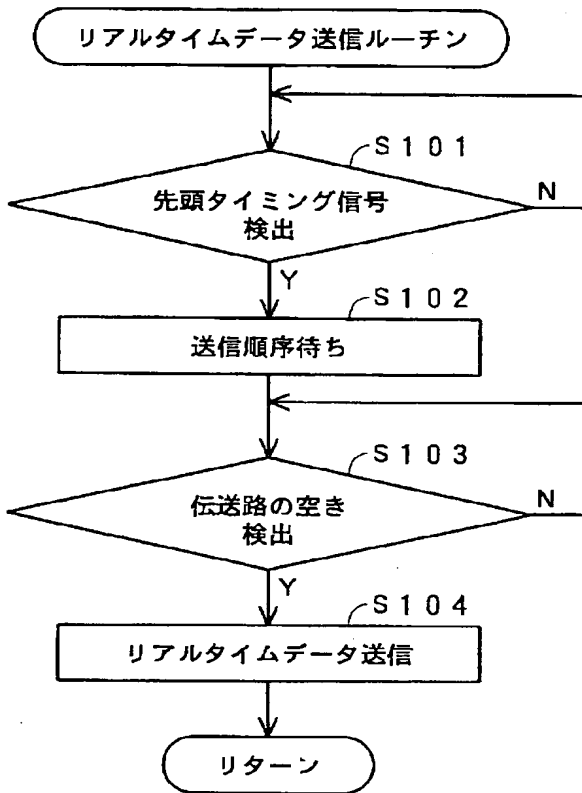 リアルタイムデータ送信ルーチン
S101
先頭タイミング信号
検出
N
Y
S102
送信順序待ち
S103
伝送路の空き
検出
N
Y
S104
リアルタイムデータ送信
リターン